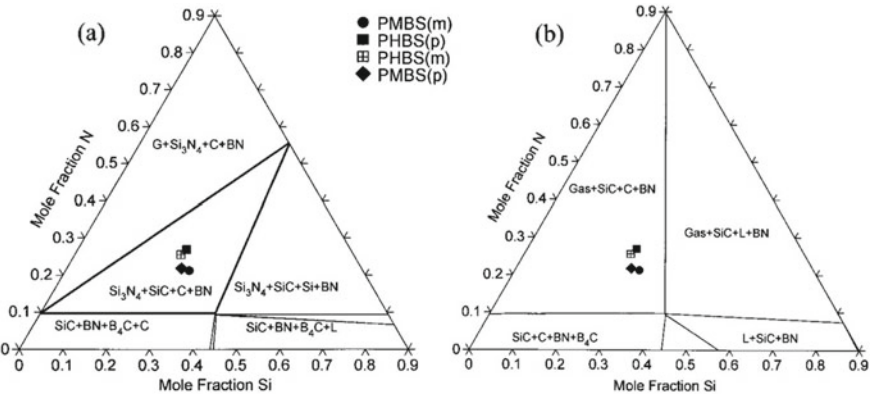 (a)
PMBS(m)
PHBS(p)
PHBS(m)
PMBS(p)
(b)
0.9
0.8
0.7
0.6
0.5
0.4
0.3
0.2
0.1
0
Mole Fraction N
G+Si₃N₄+C+BN
Si₃N₄+SiC+C+BN
Si₃N₄+SiC+Si+BN
SiC+BN+B₄C+C
SiC+BN+B₄C+L
0 0.1 0.2 0.3 0.4 0.5 0.6 0.7 0.8 0.9
Mole Fraction Si
0.9
0.8
0.7
0.6
0.5
0.4
0.3
0.2
0.1
0
Mole Fraction N
Gas+SiC+C+BN
Gas+SiC+L+BN
SiC+C+BN+B₄C
L+SiC+BN
0 0.1 0.2 0.3 0.4 0.5 0.6 0.7 0.8 0.9
Mole Fraction Si